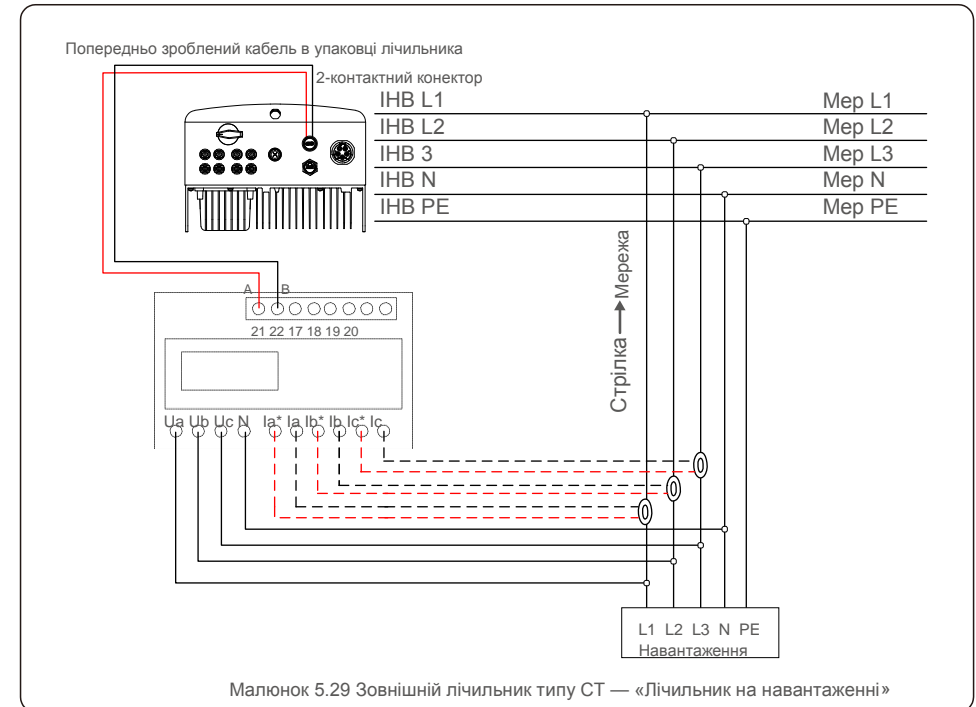 Попередньо зроблений кабель в упаковці лічильника
2-контактний конектор
ІНВ L1 Мер L1
ІНВ L2 Мер L2
ІНВ 3 Мер L3
ІНВ N Мер N
ІНВ PE Мер PE
Стрілка Мережа
A B
21 22 17 18 19 20
Ua Ub Uc N Ia* Ia Ib* Ib Ic* Ic
L1 L2 L3 N PE
Навантаження
Малюнок 5.29 Зовнішній лічильник типу СТ — «Лічильник на навантаженні»